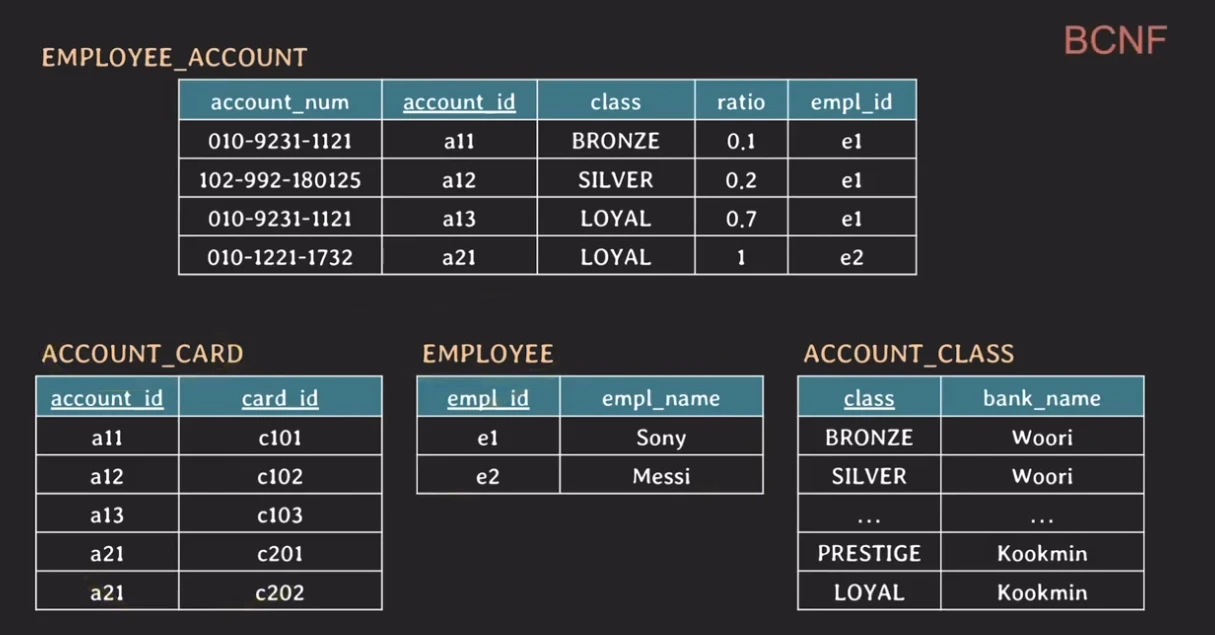 BCNF
EMPLOYEE_ACCOUNT
account_num account_id class ratio empl_id
010-9231-1121 a11 BRONZE 0.1 e1
102-992-180125 a12 SILVER 0.2 e1
010-9231-1121 a13 LOYAL 0.7 e1
010-1221-1732 a21 LOYAL 1 e2
ACCOUNT_CARD
account_id card_id
a11 c101
a12 c102
a13 c103
a21 c201
a21 c202
EMPLOYEE
empl_id empl_name
e1 Sony
e2 Messi
ACCOUNT_CLASS
class bank_name
BRONZE Woori
SILVER Woori
... ...
PRESTIGE Kookmin
LOYAL Kookmin